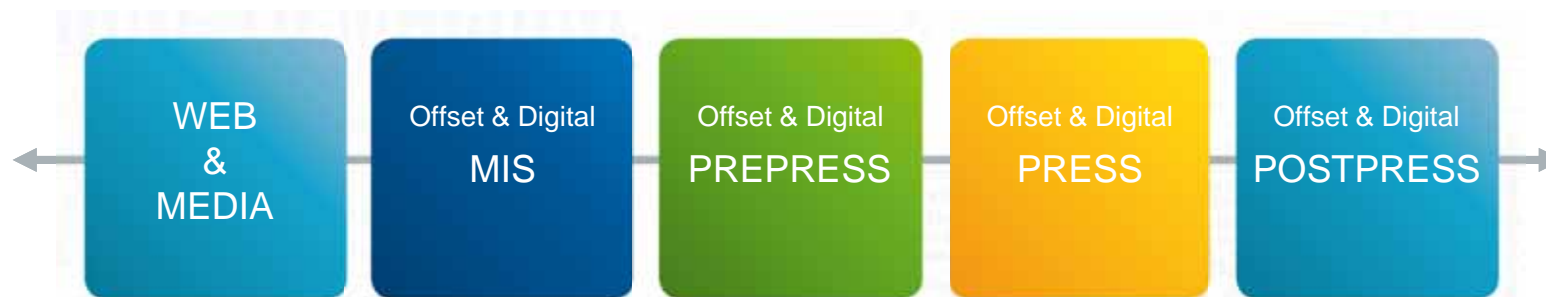 WEB
&
MEDIA
Offset & Digital
MIS
Offset & Digital
PREPRESS
Offset & Digital
PRESS
Offset & Digital
POSTPRESS